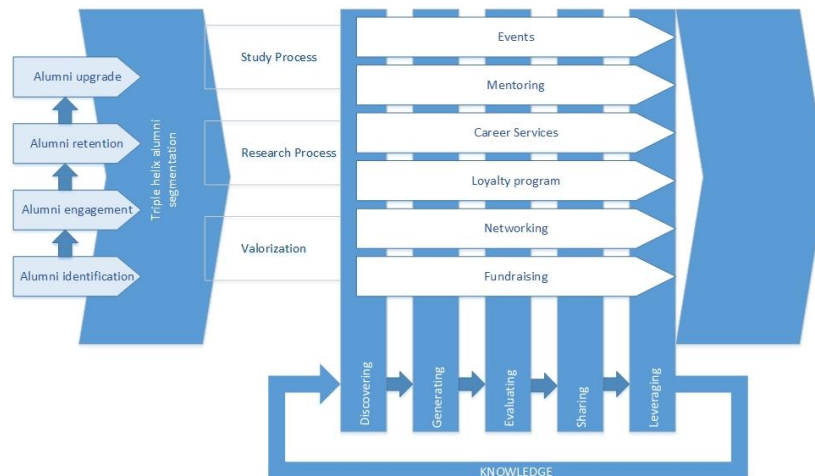 Alumni upgrade
Alumni retention
Alumni engagement
Alumni identification
Triple helix alumni
segmentation
Study Process
Research Process
Valorization
Events
Mentoring
Career Services
Loyalty program
Networking
Fundraising
Discovering
Generating
Evaluating
Sharing
Leveraging
KNOWLEDGE